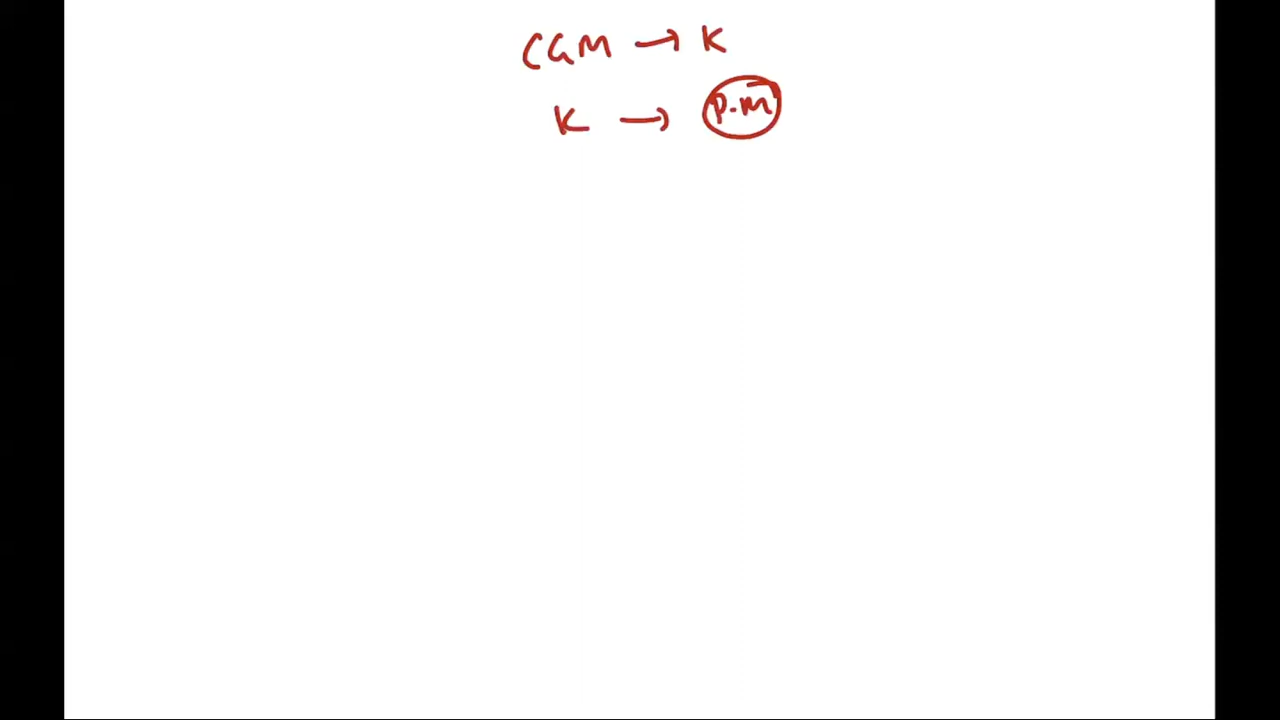 CGM → K
K → P.M